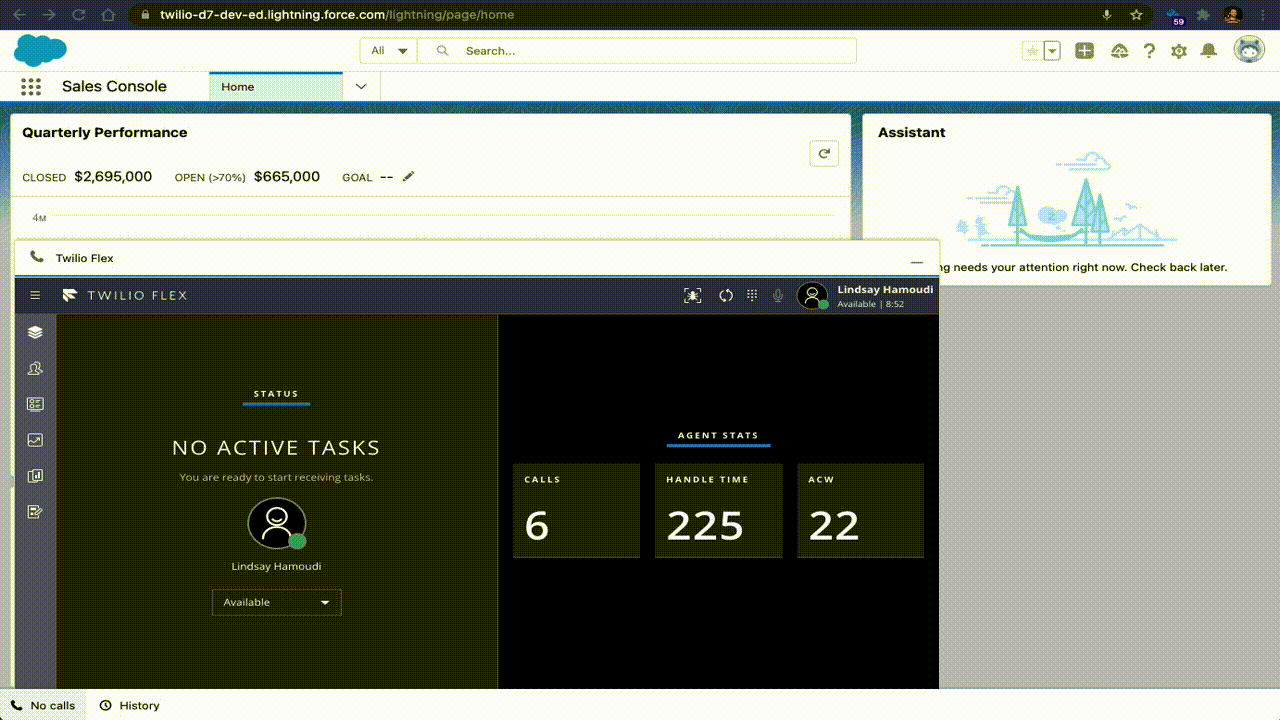 twilio-d7-dev-ed.lightning.force.com/lightning/page/home
59
All
Search...
Sales Console
Home
Quarterly Performance
CLOSED $2,695,000 OPEN (>70%) $665,000 GOAL --
4M
Assistant
ng needs your attention right now. Check back later.
Twilio Flex
TWILIO FLEX
Lindsay Hamoudi
Available | 8:52
STATUS
NO ACTIVE TASKS
You are ready to start receiving tasks.
Lindsay Hamoudi
Available
AGENT STATS
CALLS
6
HANDLE TIME
225
ACW
22
No calls
History